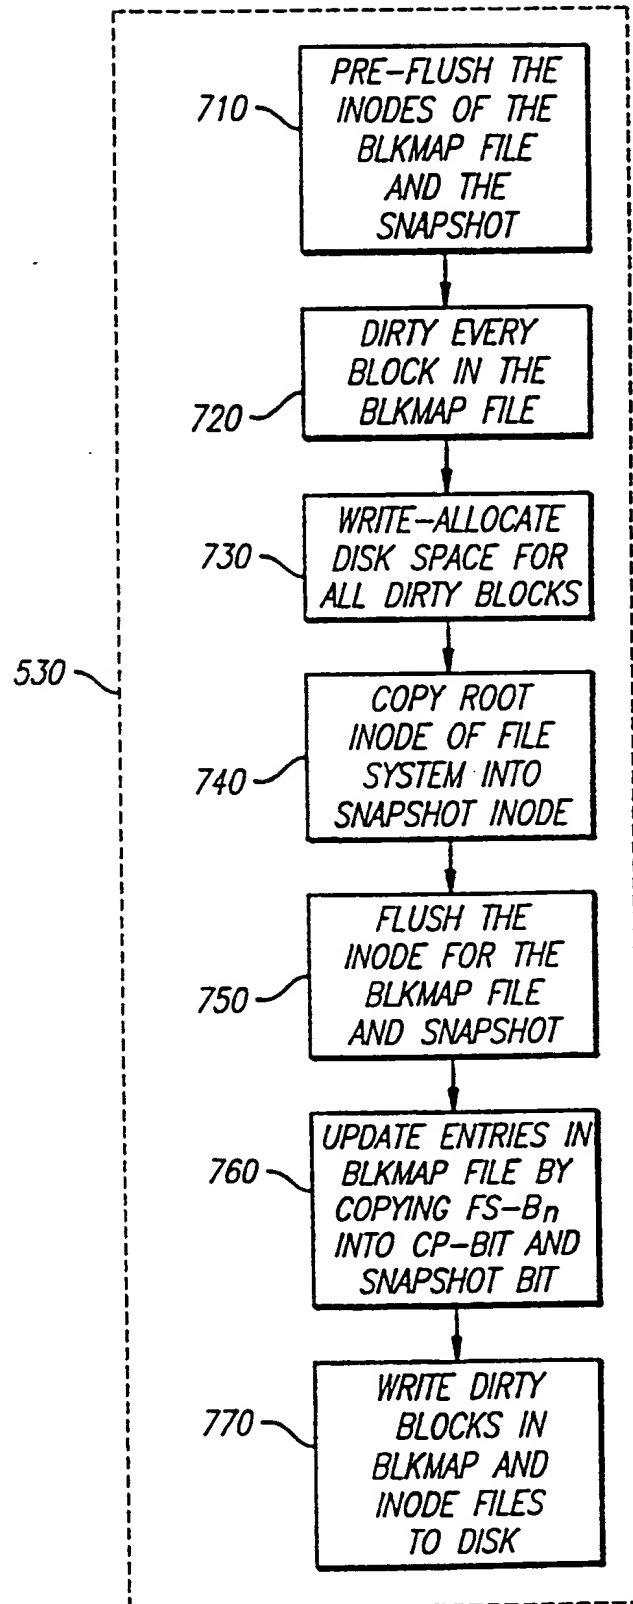 710
PRE-FLUSH THE
INODES OF THE
BLKMAP FILE
AND THE
SNAPSHOT
720
DIRTY EVERY
BLOCK IN THE
BLKMAP FILE
730
WRITE-ALLOCATE
DISK SPACE FOR
ALL DIRTY BLOCKS
530
740
COPY ROOT
INODE OF FILE
SYSTEM INTO
SNAPSHOT INODE
750
FLUSH THE
INODE FOR THE
BLKMAP FILE
AND SNAPSHOT
760
UPDATE ENTRIES IN
BLKMAP FILE BY
COPYING FS-Bn
INTO CP-BIT AND
SNAPSHOT BIT
770
WRITE DIRTY
BLOCKS IN
BLKMAP AND
INODE FILES
TO DISK